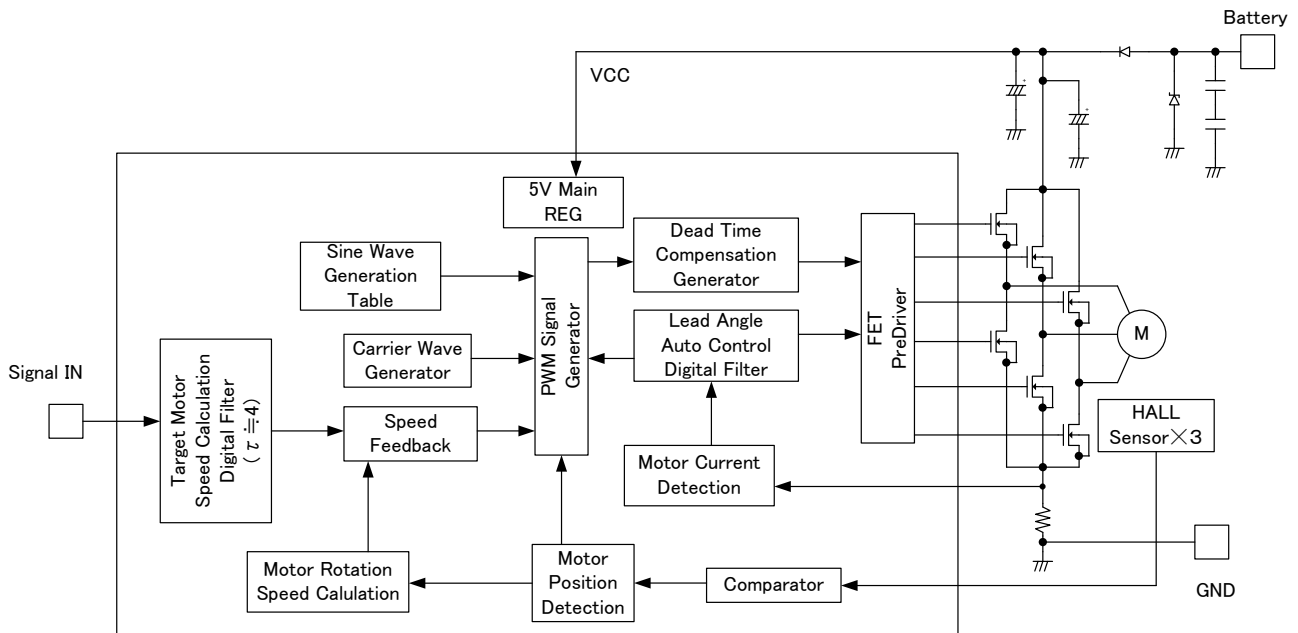 Battery
VCC
5V Main
REG
Sine Wave
Generation
Table
Dead Time
Compensation
Generator
PWM Signal
Generator
FET
PreDriver
Carrier Wave
Generator
Lead Angle
Auto Control
Digital Filter
M
Signal IN
Target Motor
Speed Calculation
Digital Filter
(τ≒4)
Speed
Feedback
HALL
Sensor×3
Motor Current
Detection
Motor Rotation
Speed Calulation
Motor
Position
Detection
Comparator
GND
+
+